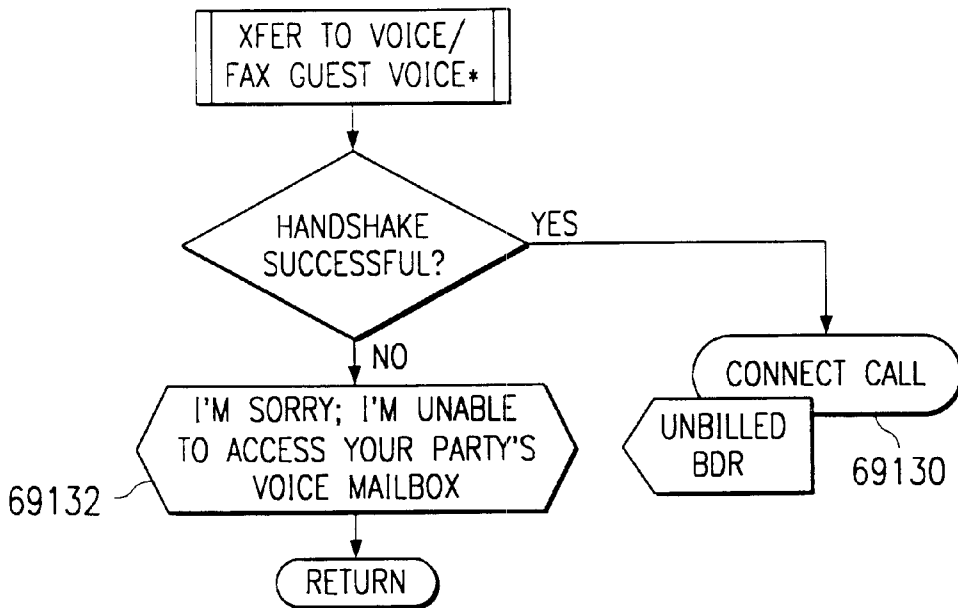 XFER TO VOICE/
FAX GUEST VOICE*
HANDSHAKE
SUCCESSFUL?
YES
NO
CONNECT CALL
UNBILLED
BDR
69130
I'M SORRY; I'M UNABLE
TO ACCESS YOUR PARTY'S
VOICE MAILBOX
69132
RETURN